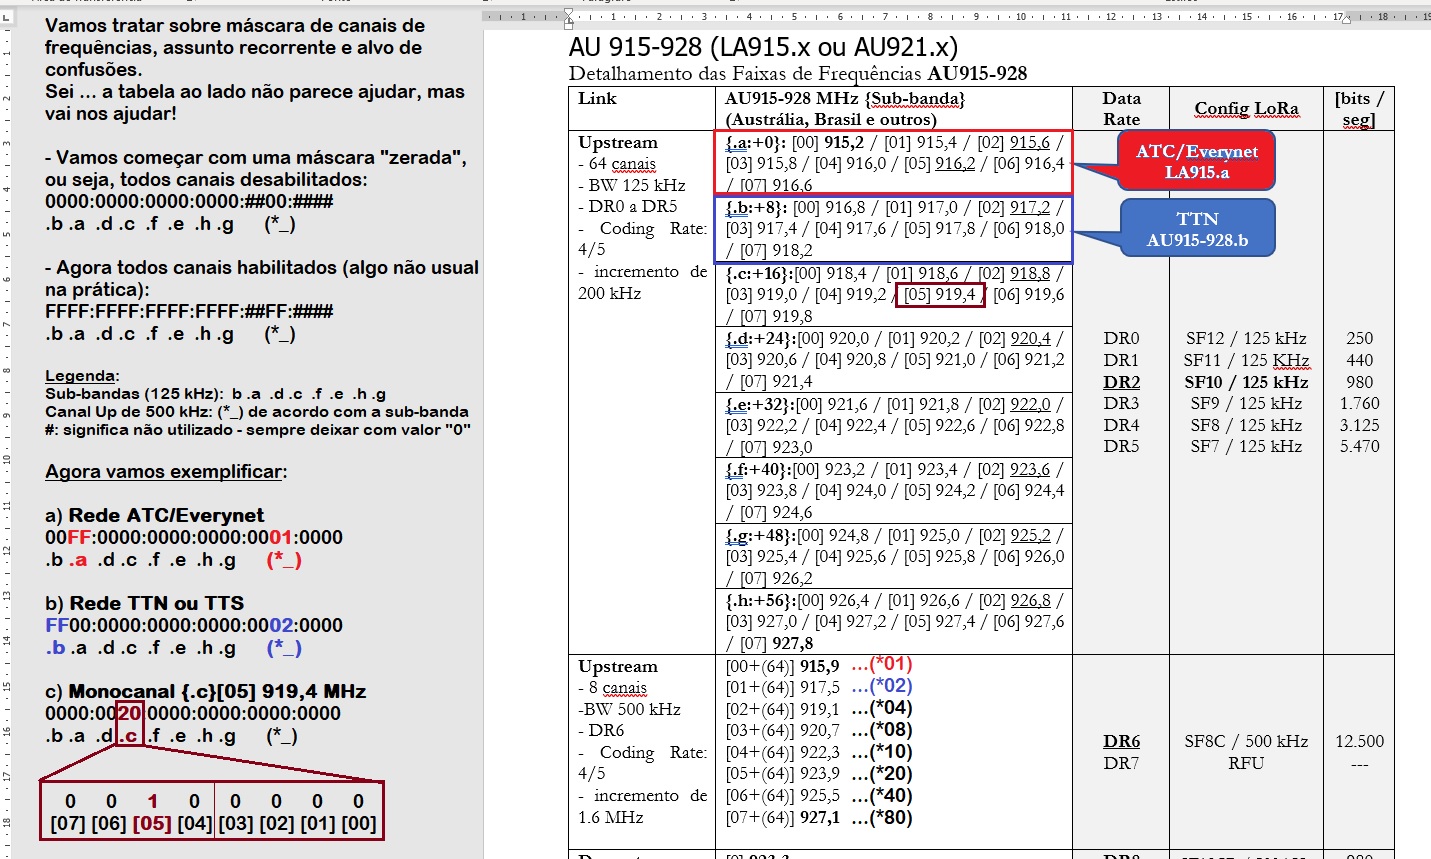 Vamos tratar sobre máscara de canais de
frequências, assunto recorrente e alvo de
confusões.
Sei ... a tabela ao lado não parece ajudar, mas
vai nos ajudar!
- Vamos começar com uma máscara "zerada",
ou seja, todos canais desabilitados:
0000:0000:0000:0000:##00:####
.b .a .d .c .f .e .h .g (*_)
- Agora todos canais habilitados (algo não usual
na prática):
FFFF:FFFF:FFFF:FFFF:##FF:####
.b .a .d .c .f .e .h .g (*_)
Legenda:
Sub-bandas (125 kHz): b .a .d .c .f .e .h .g
Canal Up de 500 kHz: (*_) de acordo com a sub-banda
#: significa não utilizado - sempre deixar com valor "0"
Agora vamos exemplificar:
a) Rede ATC/Everynet
00FF:0000:0000:0000:0001:0000
.b .a .d .c .f .e .h .g (*_)
b) Rede TTN ou TTS
FF00:0000:0000:0000:0002:0000
.b .a .d .c .f .e .h .g (*_)
c) Monocanal {.c}[05] 919,4 MHz
0000:0020:0000:0000:0000:0000
.b .a .d .c .f .e .h .g (*_)
0 0 1 0 0 0 0 0
[07] [06] [05] [04] [03] [02] [01] [00]
AU 915-928 (LA915.x ou AU921.x)
Detalhamento das Faixas de Frequências AU915-928
Link
AU915-928 MHz {Sub-banda}
(Austrália, Brasil e outros)
Data
Rate
Config LoRa
[bits /
seg]
Upstream
- 64 canais
- BW 125 kHz
- DR0 a DR5
- Coding Rate:
4/5
- incremento de
200 kHz
{.a:+0}: [00] 915,2 / [01] 915,4 / [02] 915,6 /
[03] 915,8 / [04] 916,0 / [05] 916,2 / [06] 916,4
/ [07] 916,6
{.b:+8}: [00] 916,8 / [01] 917,0 / [02] 917,2 /
[03] 917,4 / [04] 917,6 / [05] 917,8 / [06] 918,0
/ [07] 918,2
{.c:+16}:[00] 918,4 / [01] 918,6 / [02] 918,8 /
[03] 919,0 / [04] 919,2 / [05] 919,4 / [06] 919,6
/ [07] 919,8
{.d:+24}:[00] 920,0 / [01] 920,2 / [02] 920,4 /
[03] 920,6 / [04] 920,8 / [05] 921,0 / [06] 921,2
/ [07] 921,4
{.e:+32}:[00] 921,6 / [01] 921,8 / [02] 922,0 /
[03] 922,2 / [04] 922,4 / [05] 922,6 / [06] 922,8
/ [07] 923,0
{.f:+40}:[00] 923,2 / [01] 923,4 / [02] 923,6 /
[03] 923,8 / [04] 924,0 / [05] 924,2 / [06] 924,4
/ [07] 924,6
{.g:+48}:[00] 924,8 / [01] 925,0 / [02] 925,2 /
[03] 925,4 / [04] 925,6 / [05] 925,8 / [06] 926,0
/ [07] 926,2
{.h:+56}:[00] 926,4 / [01] 926,6 / [02] 926,8 /
[03] 927,0 / [04] 927,2 / [05] 927,4 / [06] 927,6
/ [07] 927,8
ATC/Everynet
LA915.a
TTN
AU915-928.b
DR0 SF12 / 125 kHz 250
DR1 SF11 / 125 KHz 440
DR2 SF10 / 125 kHz 980
DR3 SF9 / 125 kHz 1.760
DR4 SF8 / 125 kHz 3.125
DR5 SF7 / 125 kHz 5.470
Upstream
- 8 canais
-BW 500 kHz
- DR6
- Coding Rate:
4/5
- incremento de
1.6 MHz
[00+(64)] 915,9 ...(*01)
[01+(64)] 917,5 ...(*02)
[02+(64)] 919,1 ...(*04)
[03+(64)] 920,7 ...(*08)
[04+(64)] 922,3 ...(*10)
[05+(64)] 923,9 ...(*20)
[06+(64)] 925,5 ...(*40)
[07+(64)] 927,1 ...(*80)
DR6 SF8C / 500 kHz 12.500
DR7 RFU ---